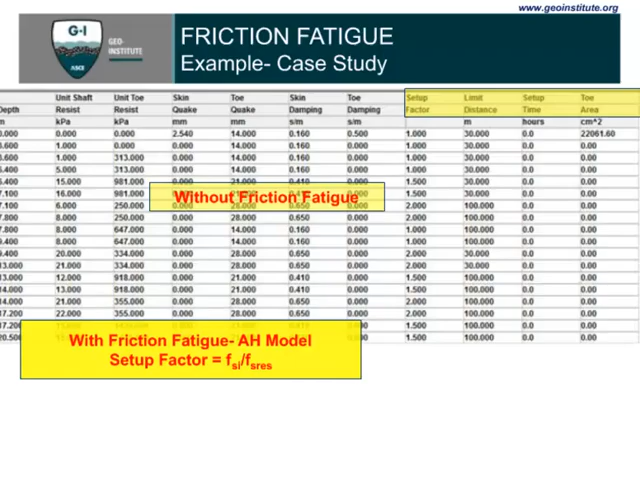 www.geoinstitute.org
G-I
GEO-
INSTITUTE
ASCE
FRICTION FATIGUE
Example- Case Study
Unit Shaft Unit Toe Skin Toe Skin Toe Setup Limit Setup Toe
Depth Resist Resist Quake Quake Damping Damping Factor Distance Time Area
m kPa kPa mm mm s/m s/m m hours cm^2
0.000 0.000 0.000 2.540 14.000 0.160 0.500 1.000 30.000 0.0 22061.60
.600 1.000 0.000 0.000 14.000 0.160 0.000 1.000 30.000 0.0 0.00
.600 1.000 313.000 0.000 14.000 0.160 0.000 1.000 30.000 0.0 0.00
.400 5.000 313.000 0.000 14.000 0.160 0.000 1.000 30.000 0.0 0.00
.400 15.000 981.000 0.000 21.000 0.410 0.000 1.500 30.000 0.0 0.00
.100 16.000 981.000 1.500 30.000 0.0 0.00
Without Friction Fatigue
.100 6.000 250.000 0.000 28.000 0.650 0.000 2.000 100.000 0.0 0.00
.800 8.000 250.000 0.000 28.000 0.650 0.000 2.000 100.000 0.0 0.00
.800 8.000 647.000 0.000 14.000 0.160 0.000 1.000 100.000 0.0 0.00
.400 8.000 647.000 0.000 14.000 0.160 0.000 1.000 100.000 0.0 0.00
.400 20.000 334.000 0.000 28.000 0.650 0.000 2.000 30.000 0.0 0.00
13.000 21.000 334.000 0.000 28.000 0.650 0.000 2.000 30.000 0.0 0.00
13.000 12.000 918.000 0.000 21.000 0.410 0.000 1.500 100.000 0.0 0.00
14.000 13.000 918.000 0.000 21.000 0.410 0.000 1.500 100.000 0.0 0.00
14.000 21.000 355.000 0.000 28.000 0.650 0.000 2.000 100.000 0.0 0.00
17.200 22.000 355.000 0.000 28.000 0.650 0.000 2.000 100.000 0.0 0.00
17.200 1.500 100.000 0.0 0.00
20.500 1.500 100.000 0.0 0.00
With Friction Fatigue- AH Model
Setup Factor = fsi/fsres